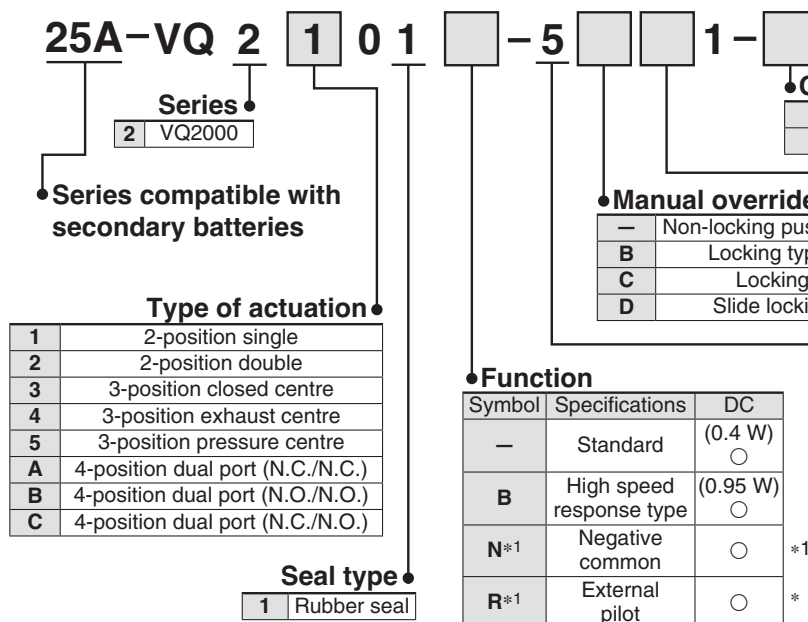 25A-VQ 2 1 0 1 -5 1-
Series
2 VQ2000
Series compatible with
secondary batteries
Manual override
— Non-locking
B Locking
C Locking
D Slide
Type of actuation
1 2-position single
2 2-position double
3 3-position closed centre
4 3-position exhaust centre
5 3-position pressure centre
A 4-position dual port (N.C./N.C.)
B 4-position dual port (N.O./N.O.)
C 4-position dual port (N.C./N.O.)
Seal type
1 Rubber seal
Function
Symbol Specifications DC
— Standard (0.4 W) ○
B High speed response type (0.95 W) ○
N*1 Negative common ○ *1
R*1 External pilot ○ *